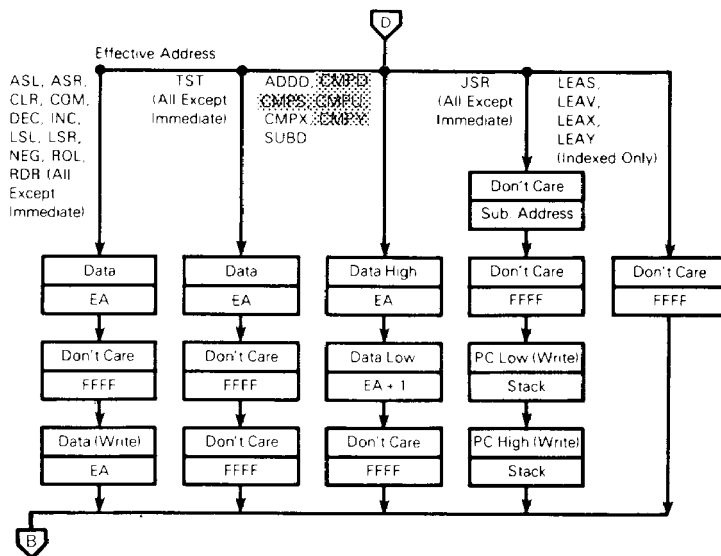 D
Effective Address
ASL, ASR,
CLR, COM,
DEC, INC,
LSL, LSR,
NEG, ROL,
RDR (All
Except
Immediate)
TST
(All Except
Immediate)
ADDD, CMPD,
CMPS, CMPU,
CMPX, CMPY,
SUBD
JSR
(All Except
Immediate)
LEAS,
LEAV,
LEAX,
LEAY
(Indexed Only)
Don't Care
Sub. Address
Data
EA
Data
EA
Data High
EA
Don't Care
FFFF
Don't Care
FFFF
Don't Care
FFFF
Don't Care
FFFF
Data Low
EA + 1
PC Low (Write)
Stack
Data (Write)
EA
Don't Care
FFFF
Don't Care
FFFF
PC High (Write)
Stack
B